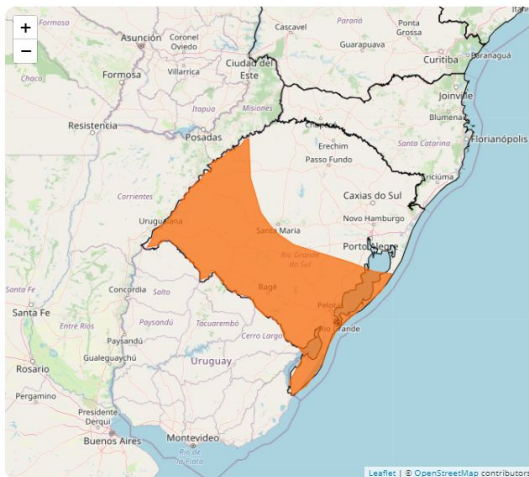 +
−
Cascavel
Paraná
Ponta Grossa
Asunción
Coronel Oviedo
Guarapuava
Curitiba
Paranaguá
Villarrica
Ciudad del Este
Chaco
Formosa
Joinville
Itapúa
Misiones
Blumenau
Resistencia
Posadas
Santa Catarina
Florianópolis
Erechim
Passo Fundo
Corrientes
Criciúma
Caxias do Sul
Uruguaiana
Santa Maria
Novo Hamburgo
Porto Alegre
Rio Grande do Sul
Concordia
Salto
Bagé
Santa Fe
Santa Fe
Pelotas
Rio Grande
Entre Ríos
Paysandú
Paysandú
Tacuarembó
Cerro Largo
Gualeguaychú
Uruguay
Rosario
Pergamino
Presidente Derqui
Buenos Aires
Montevideo
Río de la Plata
Leaflet | © OpenStreetMap contributors